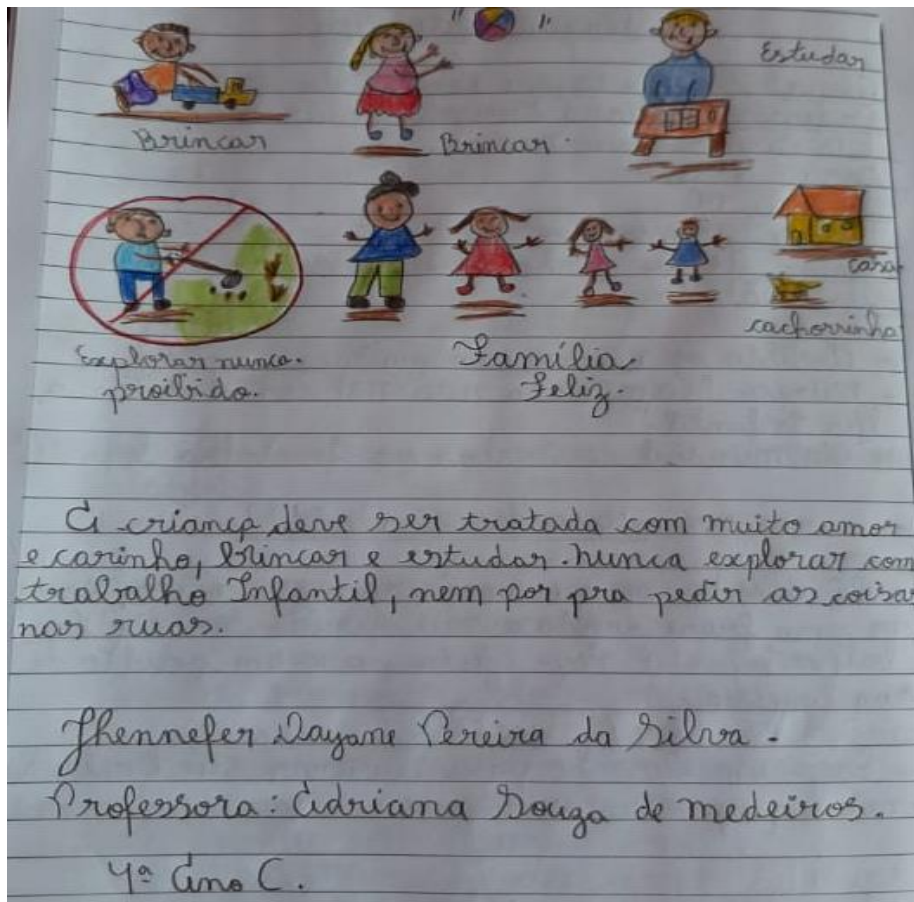 Estudar
Brincar
Brincar.
casa
cachorrinho
Explorar nunca.
proibido.
Família
Feliz.
A criança deve ser tratada com muito amor
e carinho, brincar e estudar. nunca explorar com
trabalho Infantil, nem por pra pedir as coisas
nas ruas.
Jhennefer Dayane Pereira da Silva.
Professora: Adriana Souza de medeiros.
4º Ano C.